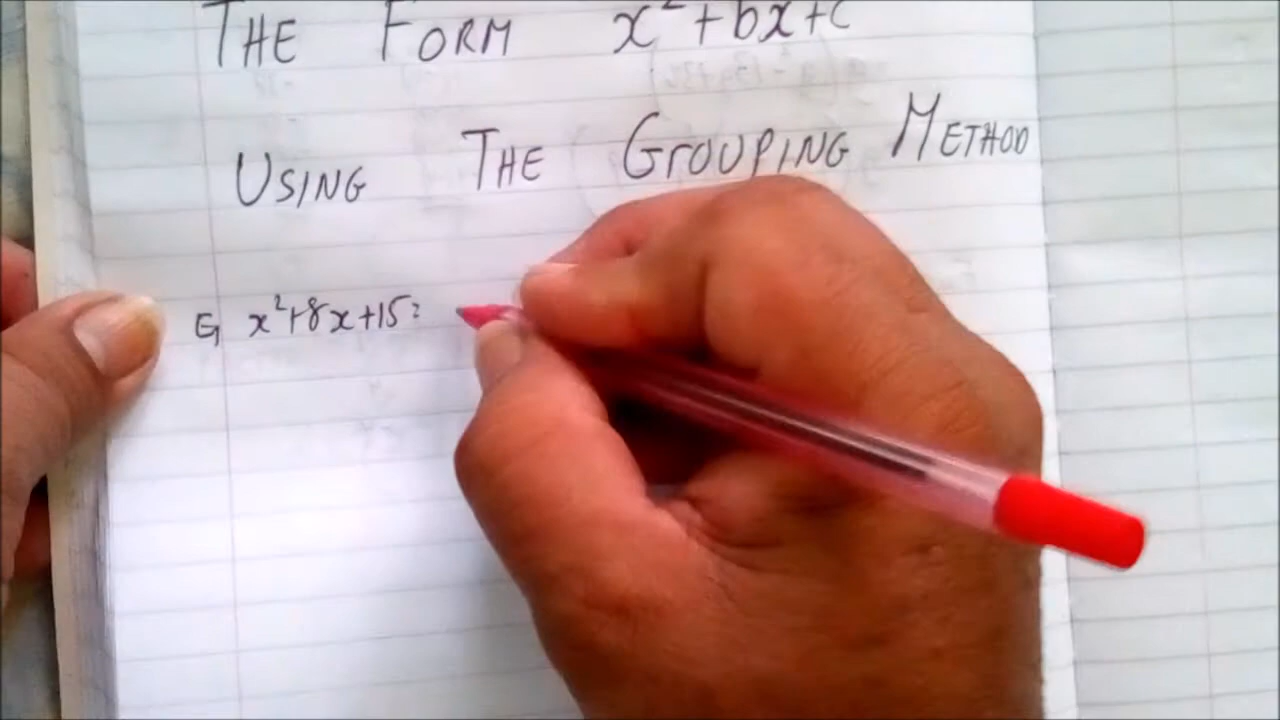 THE FORM x²+bx+c
USING THE GROUPING METHOD
Eg x²+8x+15=